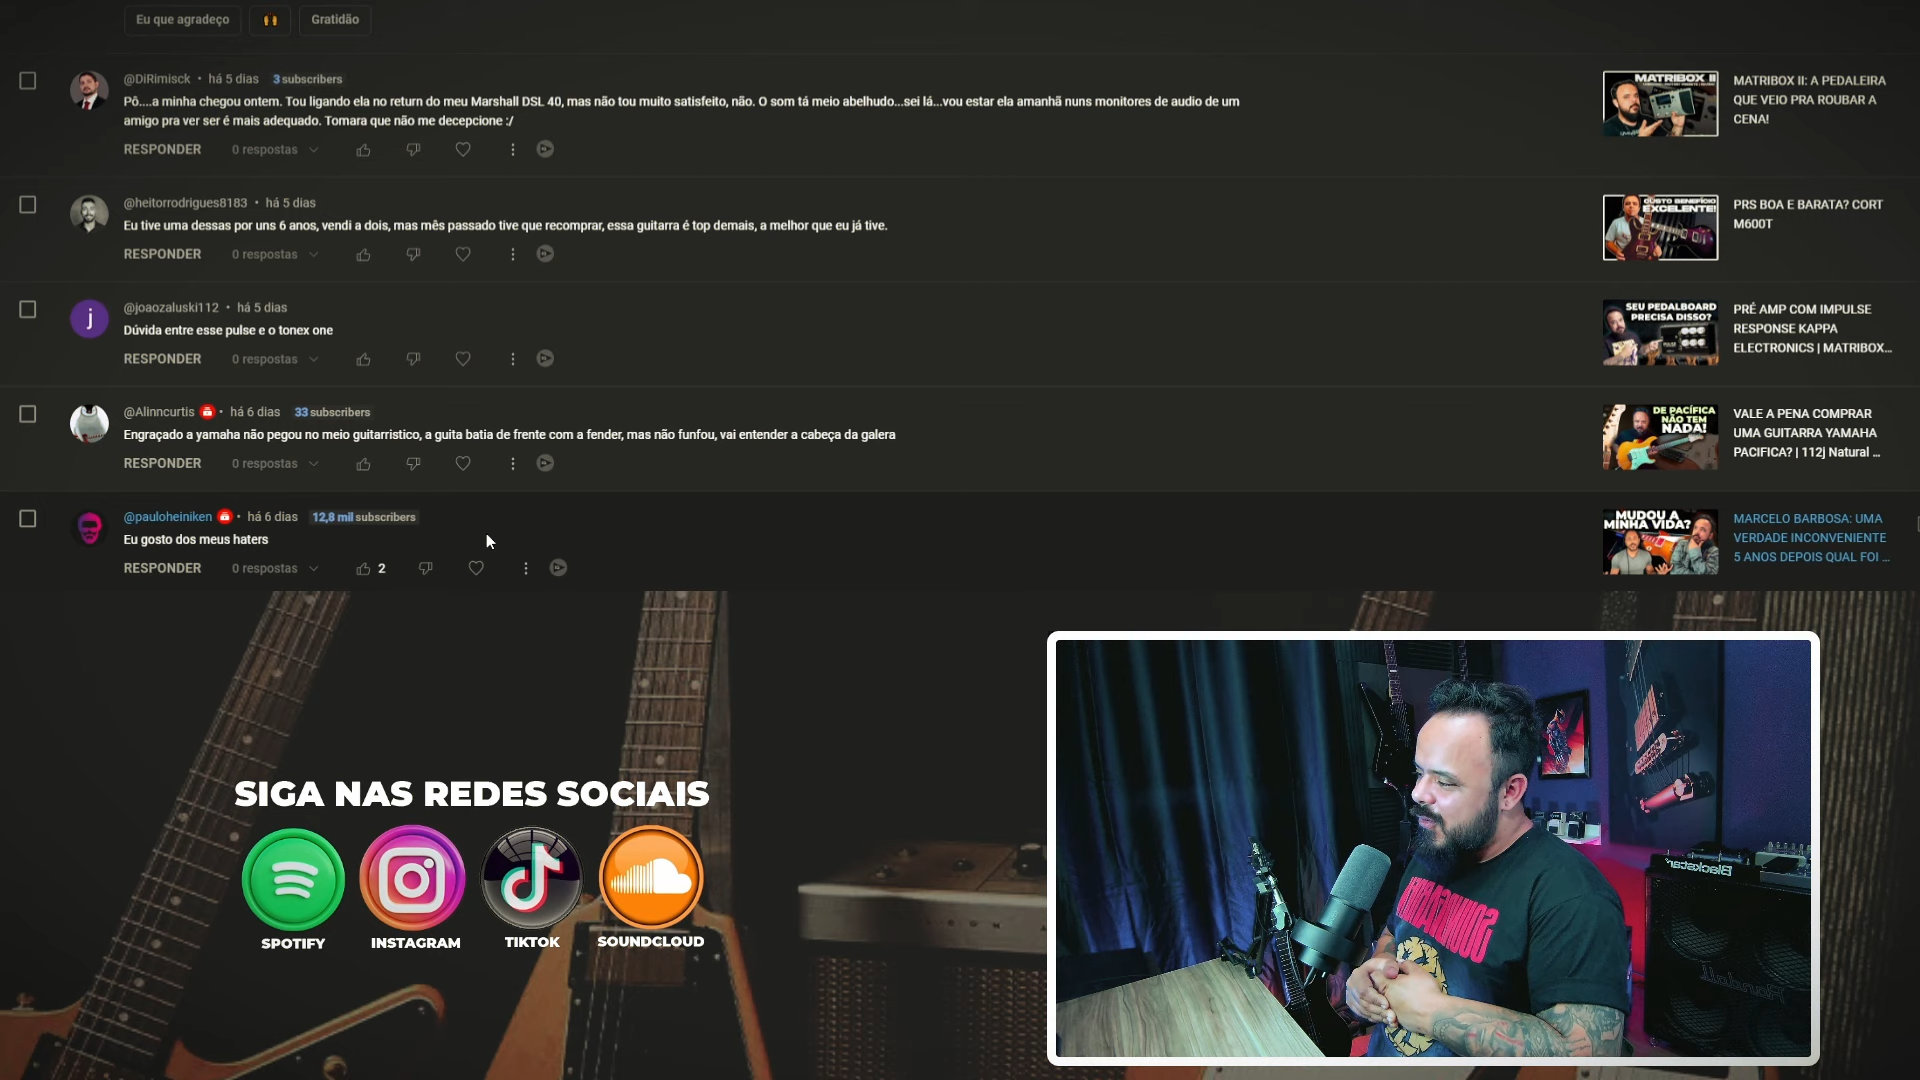 Eu que agradeço
Gratidão
@DiRimisck • há 5 dias 3 subscribers
Pô....a minha chegou ontem. Tou ligando ela no return do meu Marshall DSL 40, mas não tou muito satisfeito, não. O som tá meio abelhudo...sei lá...vou estar ela amanhã nuns monitores de audio de um
amigo pra ver ser é mais adequado. Tomara que não me decepcione :/
RESPONDER 0 respostas
MATRIBOX II
MATRIBOX II: A PEDALEIRA
QUE VEIO PRA ROUBAR A
CENA!
@heitorrodrigues8183 • há 5 dias
Eu tive uma dessas por uns 6 anos, vendi a dois, mas mês passado tive que recomprar, essa guitarra é top demais, a melhor que eu já tive.
RESPONDER 0 respostas
CUSTO BENEFÍCIO
EXCELENTE!
PRS BOA E BARATA? CORT
M600T
j
@joaozaluski112 • há 5 dias
Dúvida entre esse pulse e o tonex one
RESPONDER 0 respostas
SEU PEDALBOARD
PRECISA DISSO?
PRÉ AMP COM IMPULSE
RESPONSE KAPPA
ELECTRONICS | MATRIBOX...
@Alinncurtis • há 6 dias 33 subscribers
Engraçado a yamaha não pegou no meio guitarristico, a guita batia de frente com a fender, mas não funfou, vai entender a cabeça da galera
RESPONDER 0 respostas
DE PACÍFICA
NÃO TEM
NADA!
VALE A PENA COMPRAR
UMA GUITARRA YAMAHA
PACIFICA? | 112j Natural ...
@pauloheiniken • há 6 dias 12,8 mil subscribers
Eu gosto dos meus haters
RESPONDER 0 respostas 2
MUDOU A
MINHA VIDA?
MARCELO BARBOSA: UMA
VERDADE INCONVENIENTE
5 ANOS DEPOIS QUAL FOI ...
SIGA NAS REDES SOCIAIS
SPOTIFY
INSTAGRAM
TIKTOK
SOUNDCLOUD
Blackstar
SOUNDGARDEN
Randall